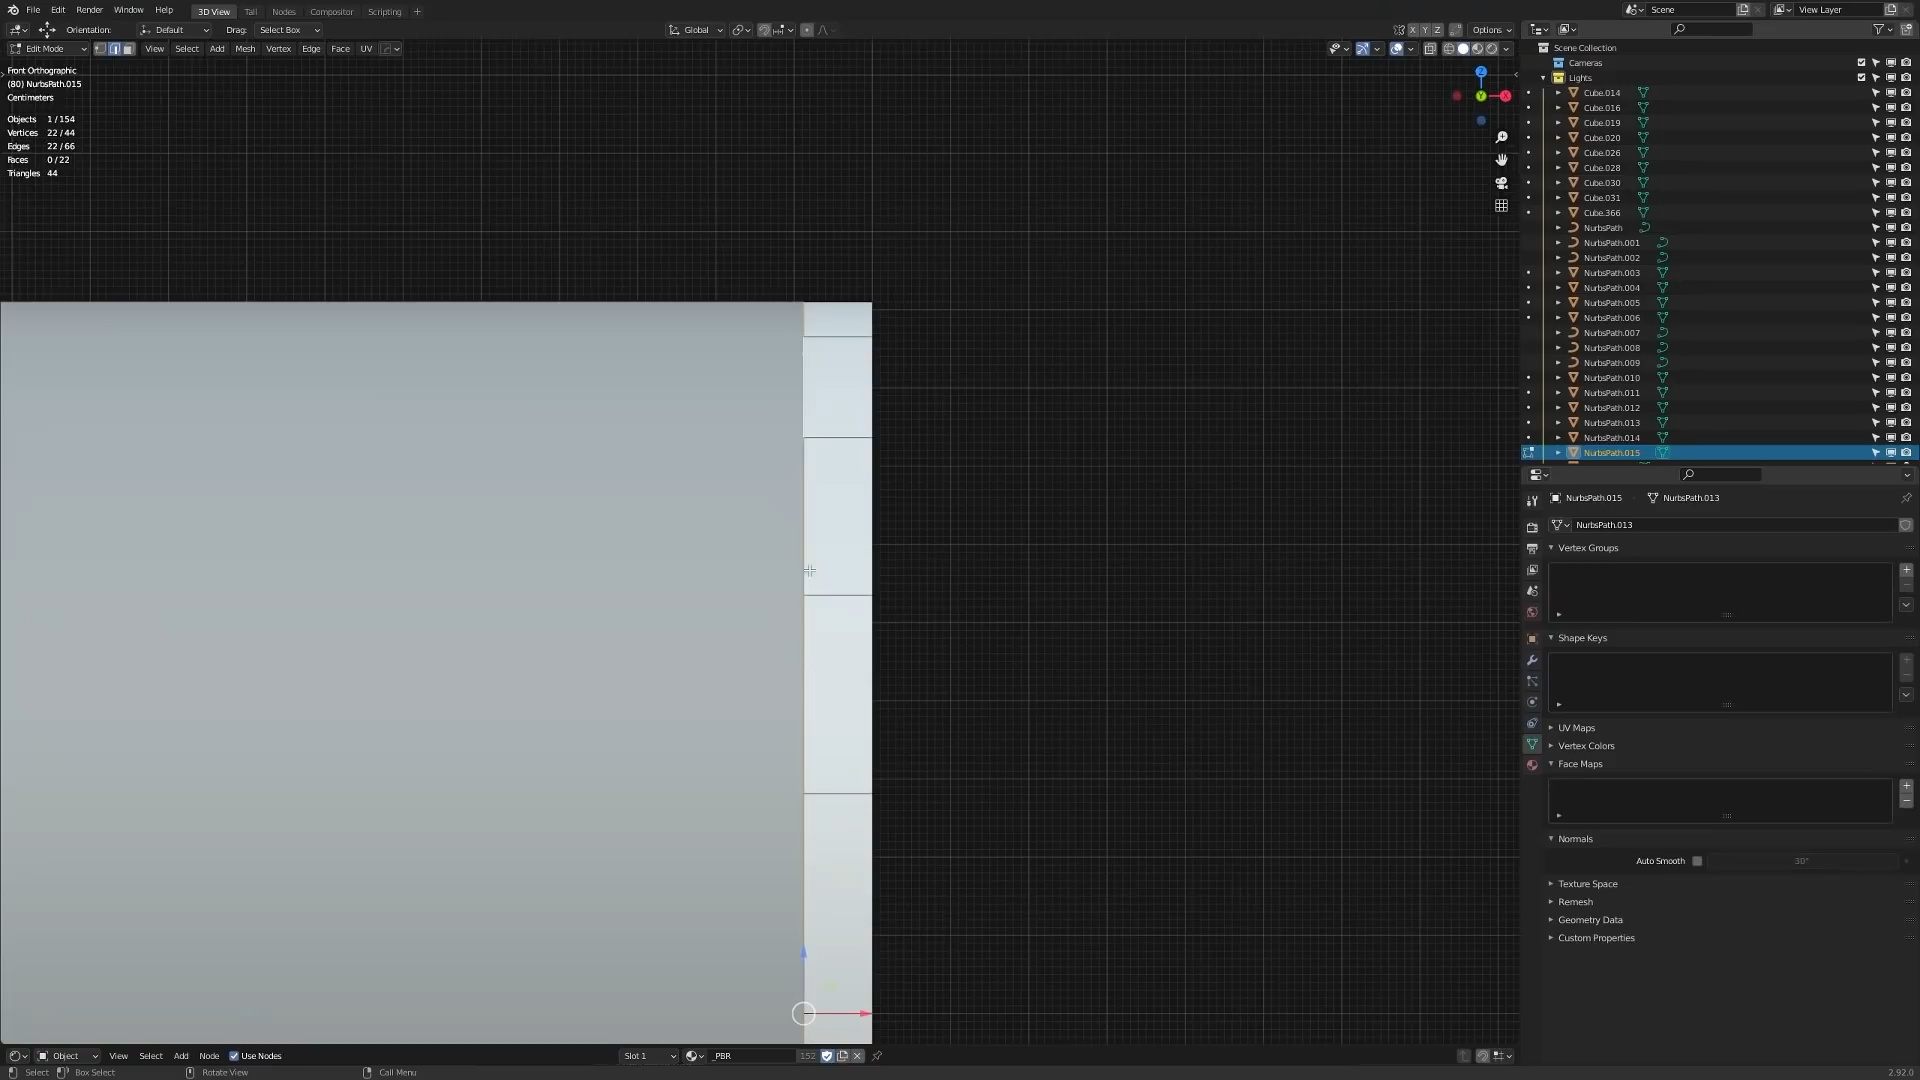 File Edit Render Window Help 3D View Tall Nodes Compositor Scripting + Scene View Layer
Orientation: Default Drag: Select Box Global X Y Z Options
Edit Mode View Select Add Mesh Vertex Edge Face UV
Front Orthographic
(80) NurbsPath.015
Centimeters
Objects 1 / 154
Vertices 22 / 44
Edges 22 / 66
Faces 0 / 22
Triangles 44
Z
Y
X
Scene Collection
Cameras
Lights
Cube.014
Cube.016
Cube.019
Cube.020
Cube.026
Cube.028
Cube.030
Cube.031
Cube.366
NurbsPath
NurbsPath.001
NurbsPath.002
NurbsPath.003
NurbsPath.004
NurbsPath.005
NurbsPath.006
NurbsPath.007
NurbsPath.008
NurbsPath.009
NurbsPath.010
NurbsPath.011
NurbsPath.012
NurbsPath.013
NurbsPath.014
NurbsPath.015
NurbsPath.015 NurbsPath.013
NurbsPath.013
Vertex Groups
Shape Keys
UV Maps
Vertex Colors
Face Maps
Normals
Auto Smooth 30°
Texture Space
Remesh
Geometry Data
Custom Properties
Object View Select Add Node Use Nodes Slot 1 _PBR 152
Select Box Select Rotate View Call Menu 2.92.0